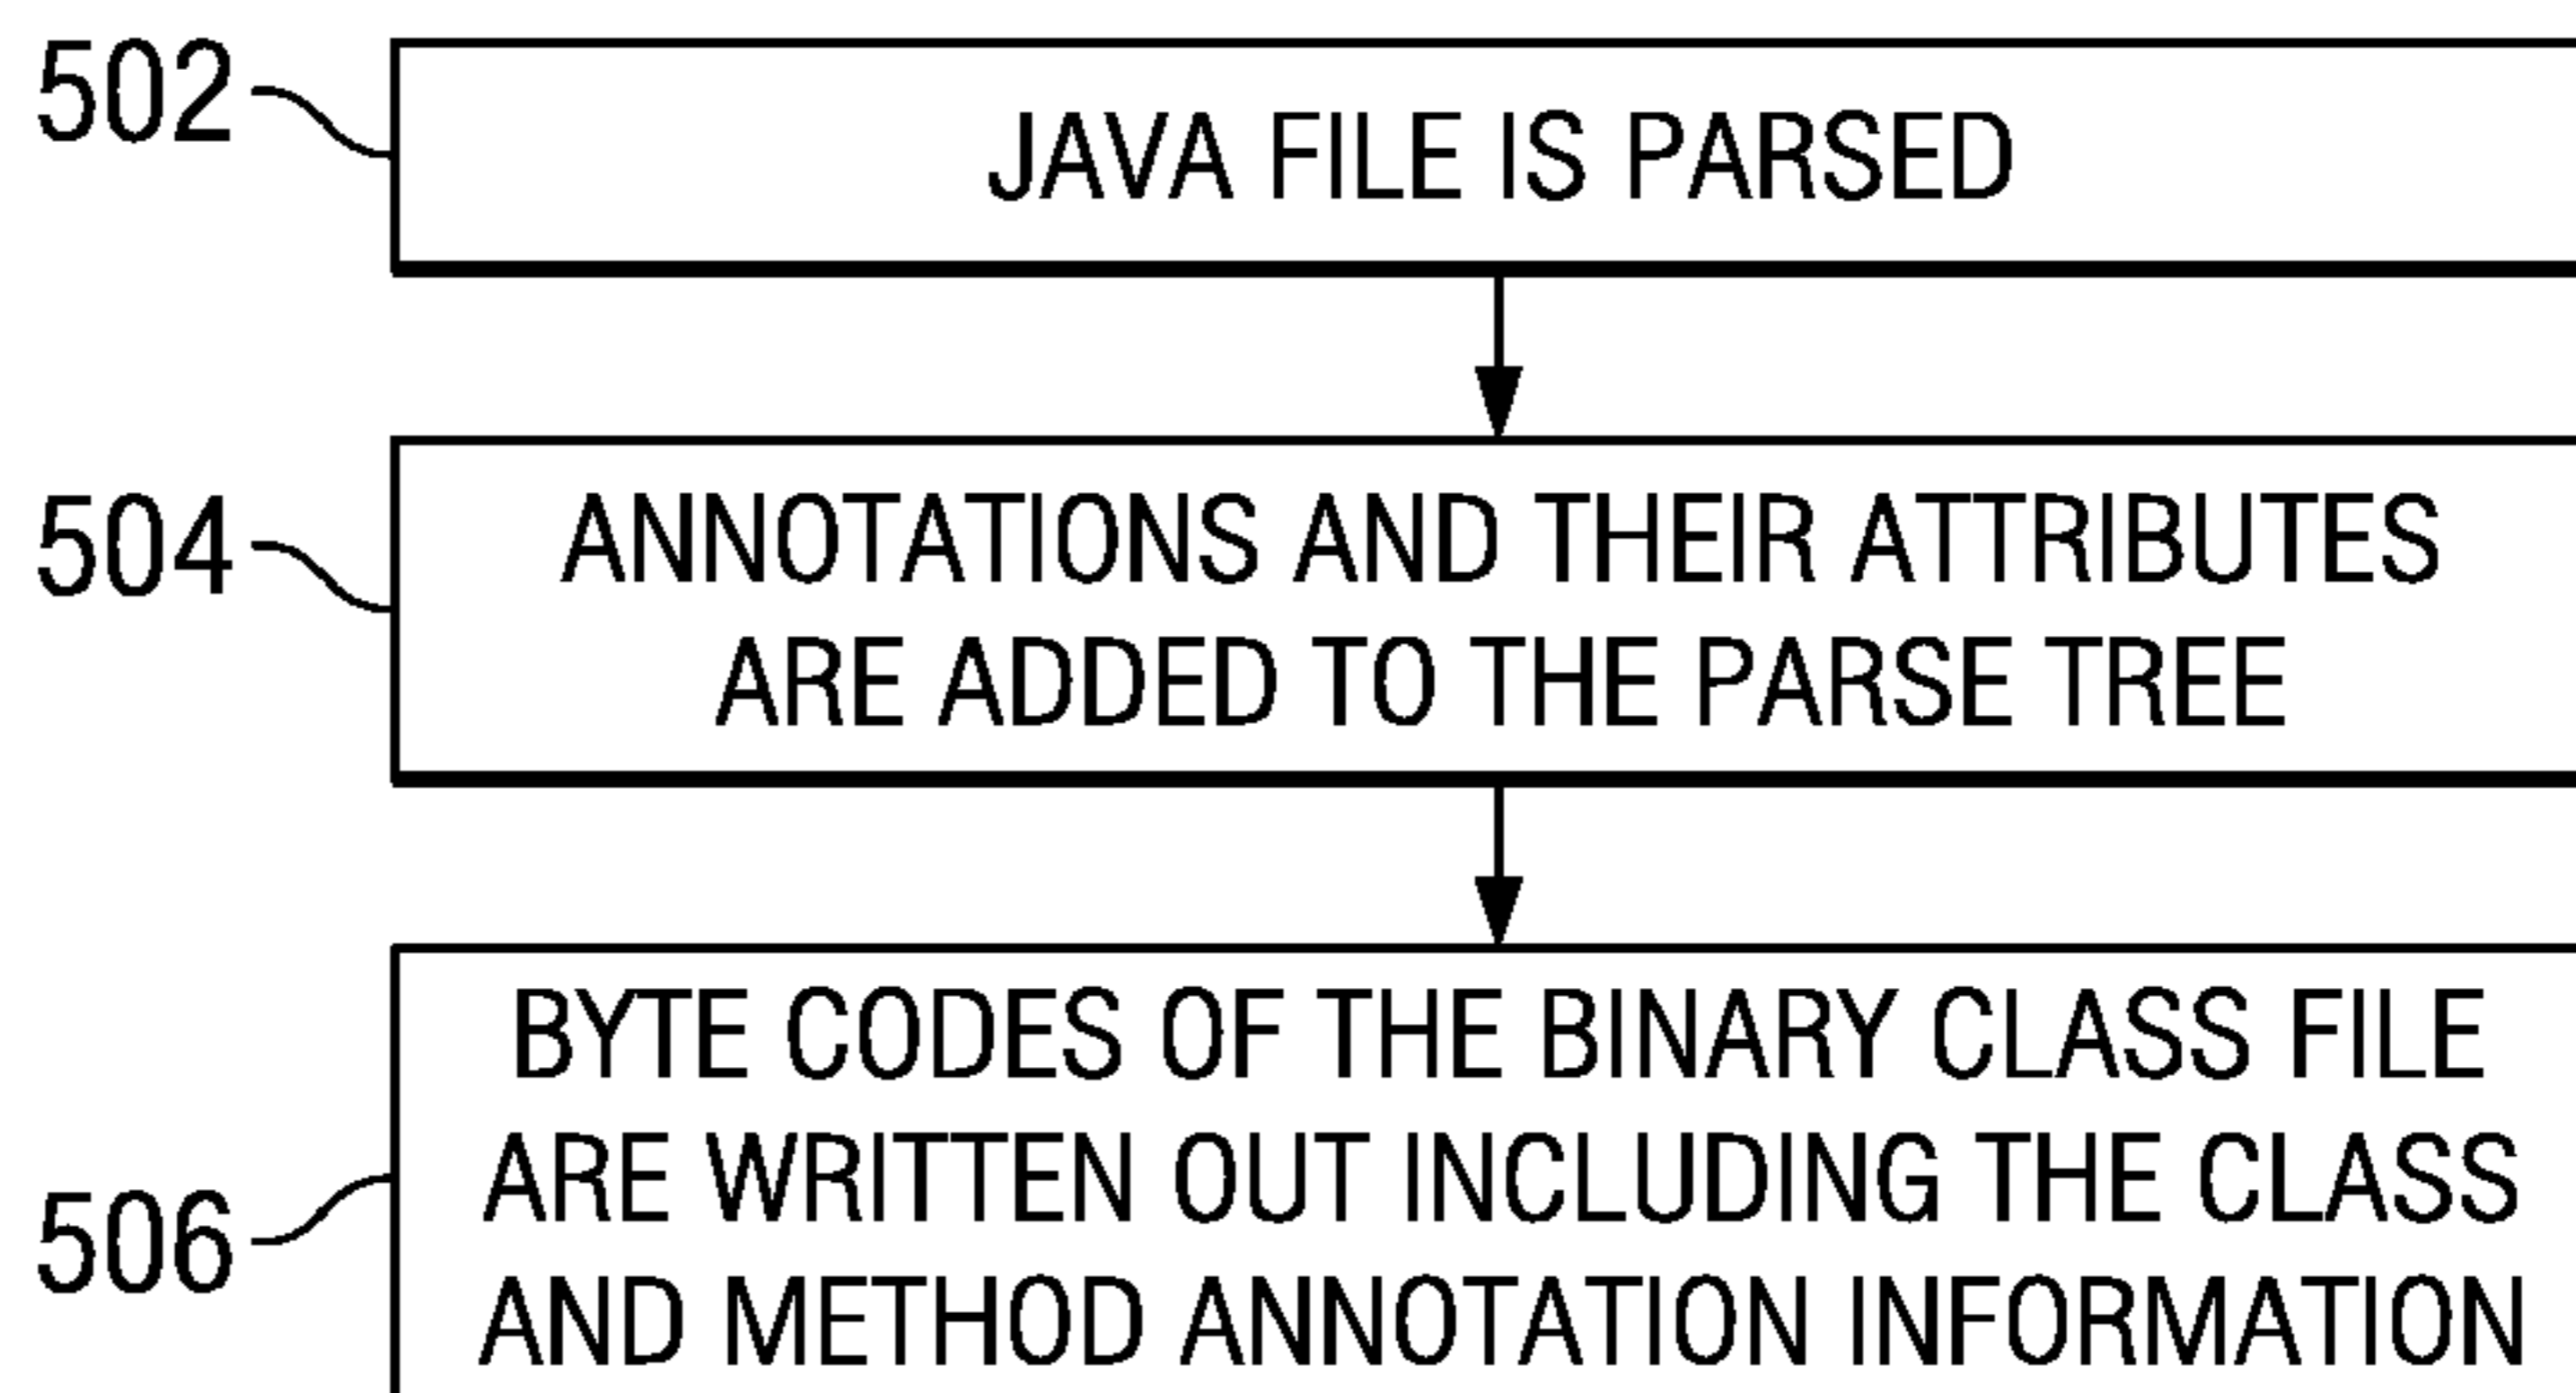 502
JAVA FILE IS PARSED
504
ANNOTATIONS AND THEIR ATTRIBUTES
ARE ADDED TO THE PARSE TREE
BYTE CODES OF THE BINARY CLASS FILE
ARE WRITTEN OUT INCLUDING THE CLASS
506
AND METHOD ANNOTATION INFORMATION